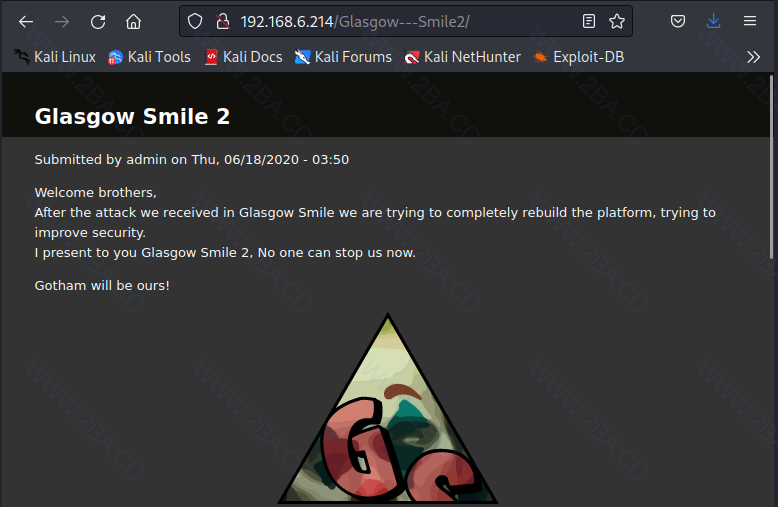 192.168.6.214/Glasgow---Smile2/
Kali Linux Kali Tools Kali Docs Kali Forums Kali NetHunter Exploit-DB
Glasgow Smile 2
Submitted by admin on Thu, 06/18/2020 - 03:50
Welcome brothers,
After the attack we received in Glasgow Smile we are trying to completely rebuild the platform, trying to
improve security.
I present to you Glasgow Smile 2, No one can stop us now.
Gotham will be ours!
WWW.2BA.CC